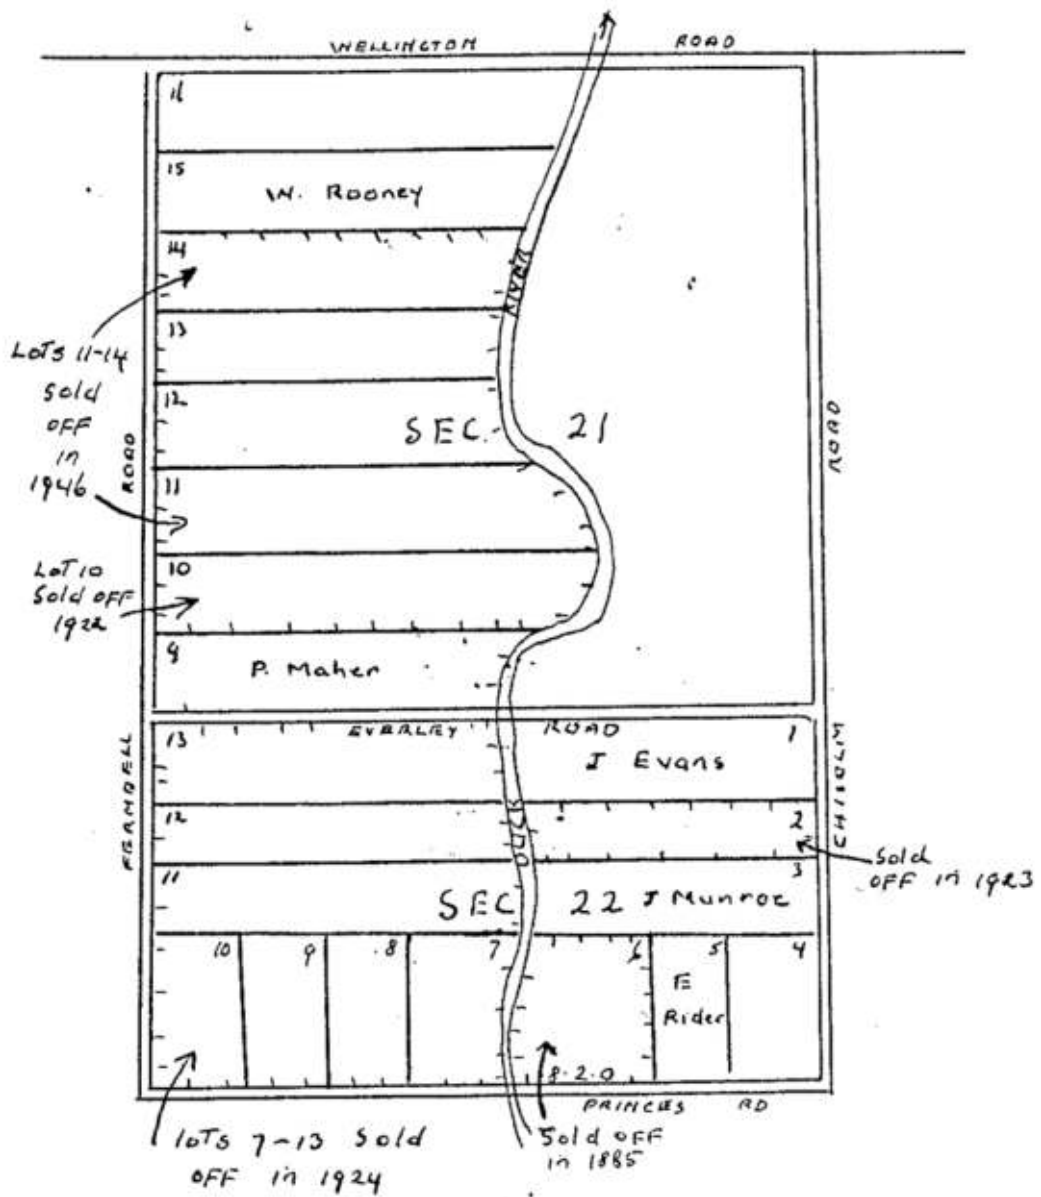 WELLINGTON ROAD
16
15
W. Rooney
14
13
LOTS 11-14
Sold
OFF
in
1946
12
SEC. 21
ROAD
ROAD
11
LOT 10
Sold OFF
1922
10
9
P. Maher
13
EVERLEY ROAD
1
J Evans
FERNDELL
CHISOLIM
12
2
Sold
OFF in 1923
11
3
SEC 22 J Munroe
10
9
8
7
6
5
4
E
Rider
8-2-0
PRINCES RD
LOTS 7-13 Sold
OFF in 1924
Sold OFF
in 1885